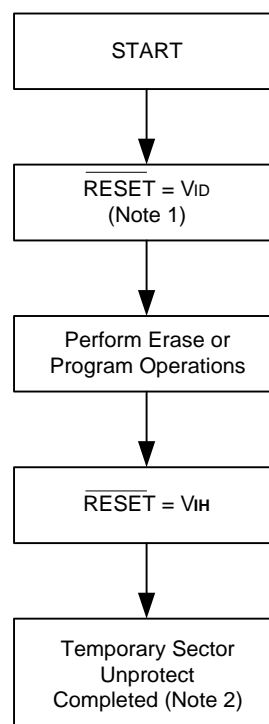 START
RESET = VID
(Note 1)
Perform Erase or
Program Operations
RESET = VIH
Temporary Sector
Unprotect
Completed (Note 2)